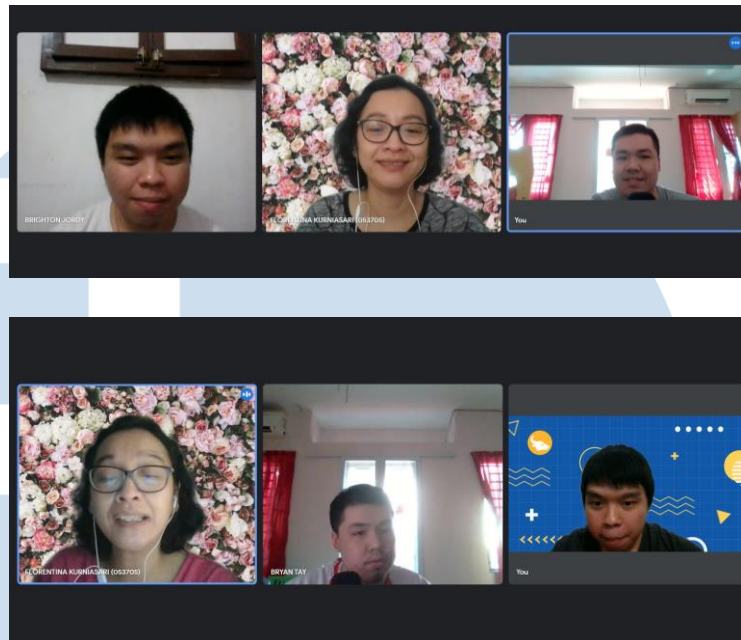 BRIGHTON JORDY
FLORENTINA KURNIASARI (053705)
You
FLORENTINA KURNIASARI (053705)
BRYAN TAY
You